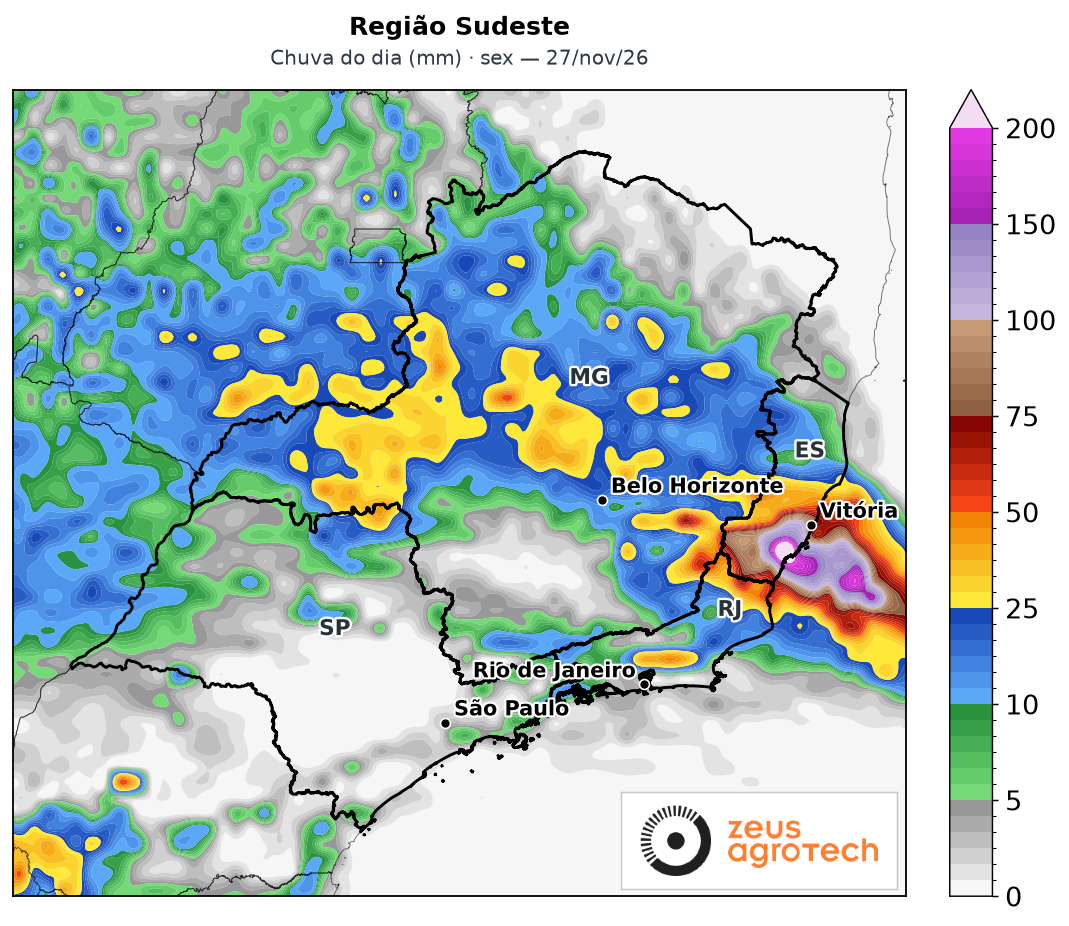 Região Sudeste
Chuva do dia (mm) · sex — 27/nov/26
200
150
100
75
50
25
10
5
0
MG
ES
Belo Horizonte
Vitória
RJ
SP
Rio de Janeiro
São Paulo
zeus
agrotech